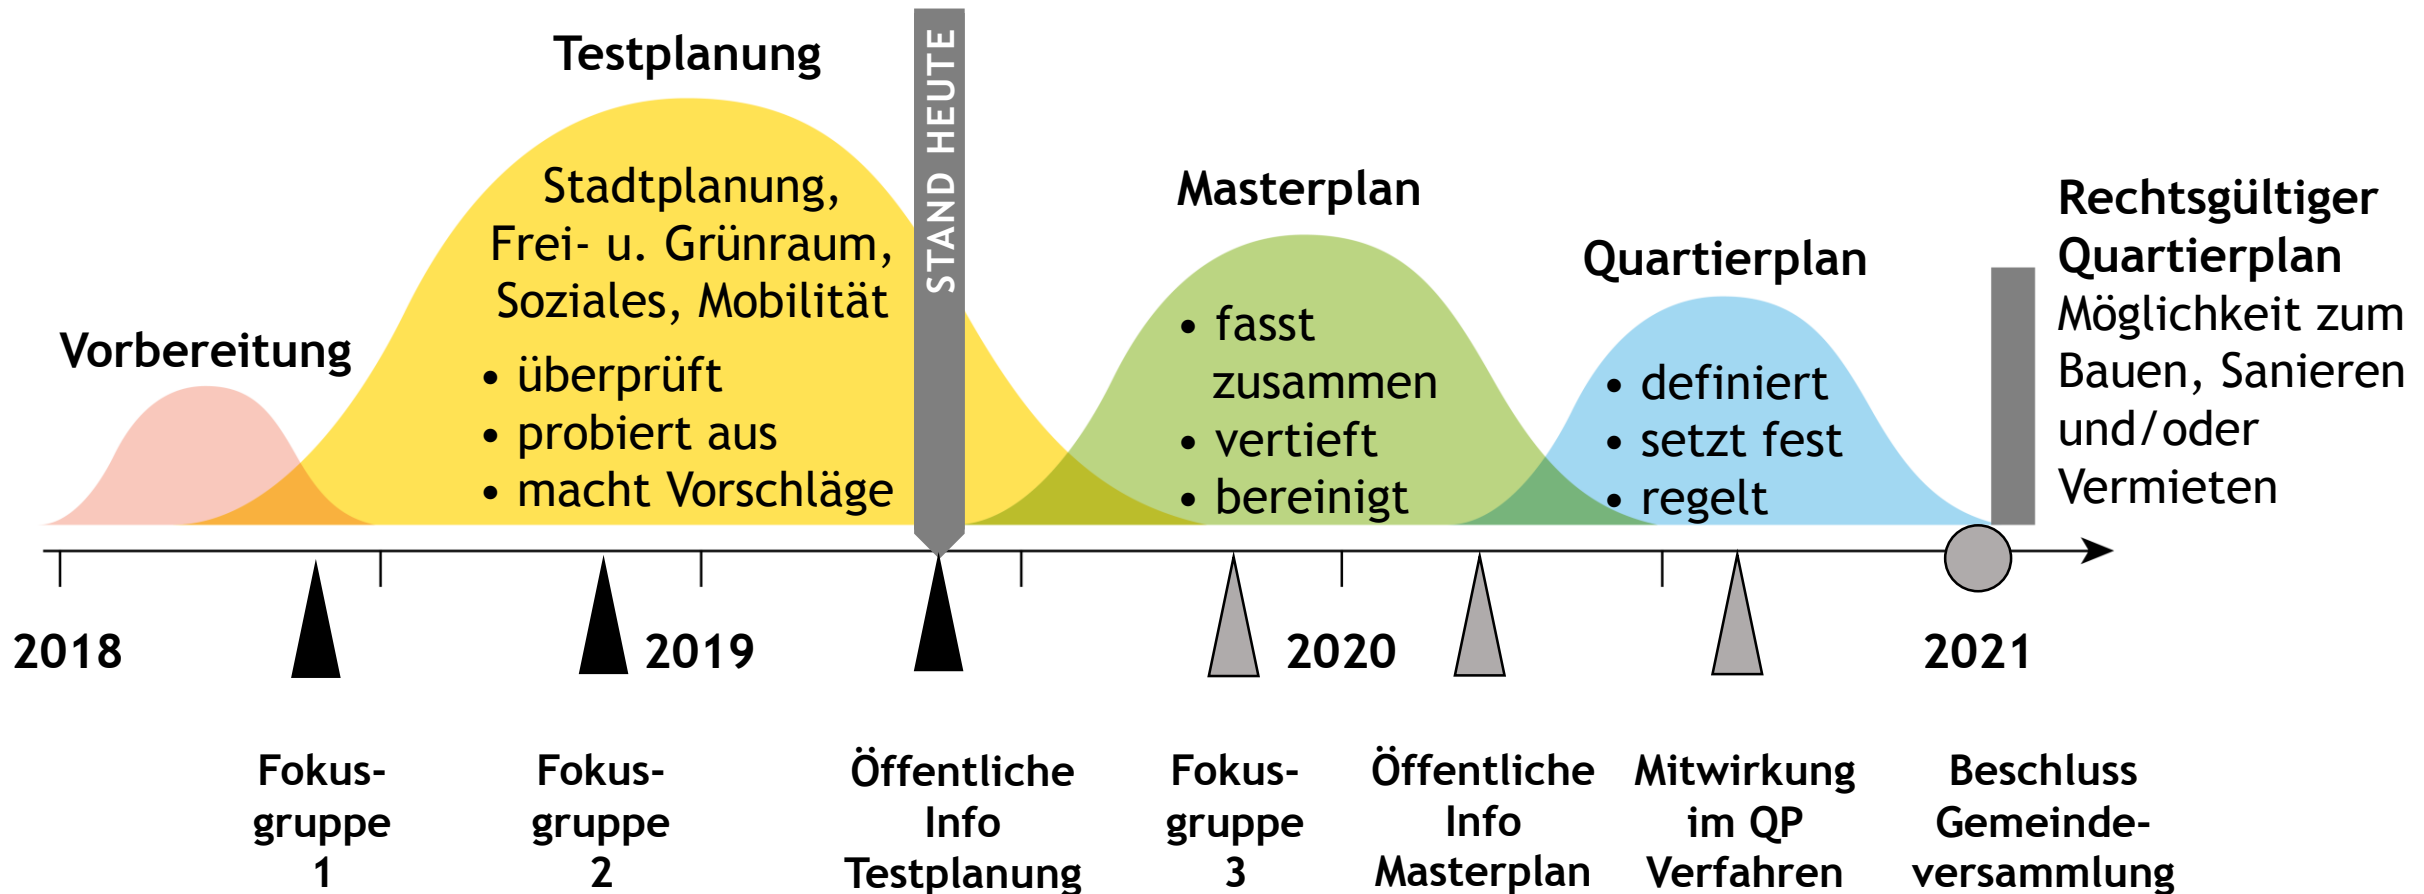 Testplanung
Stadtplanung,
Frei- u. Grünraum,
Soziales, Mobilität
• überprüft
• probiert aus
• macht Vorschläge
STAND HEUTE
Vorbereitung
Masterplan
• fasst
zusammen
• vertieft
• bereinigt
Quartierplan
• definiert
• setzt fest
• regelt
Rechtsgültiger
Quartierplan
Möglichkeit zum
Bauen, Sanieren
und/oder
Vermieten
2018
2019
2020
2021
Fokus-
gruppe
1
Fokus-
gruppe
2
Öffentliche
Info
Testplanung
Fokus-
gruppe
3
Öffentliche
Info
Masterplan
Mitwirkung
im QP
Verfahren
Beschluss
Gemeinde-
versammlung